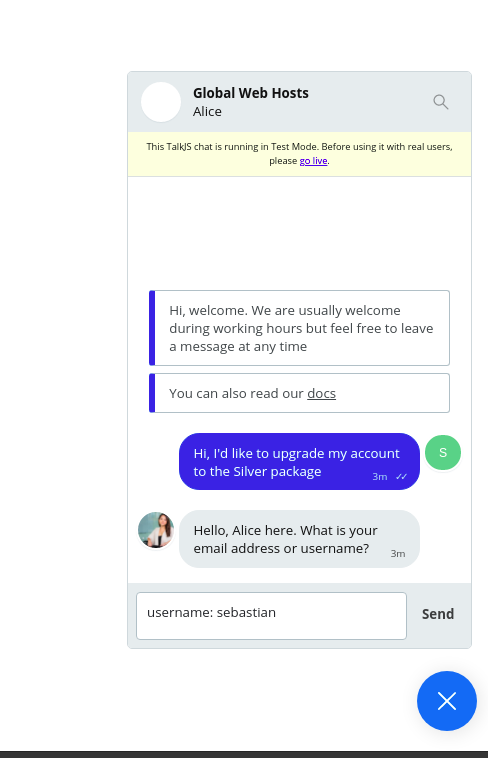 Global Web Hosts
Alice
This TalkJS chat is running in Test Mode. Before using it with real users,
please go live.
Hi, welcome. We are usually welcome
during working hours but feel free to leave
a message at any time
You can also read our docs
Hi, I'd like to upgrade my account
to the Silver package
3m
S
Hello, Alice here. What is your
email address or username?
3m
username: sebastian
Send